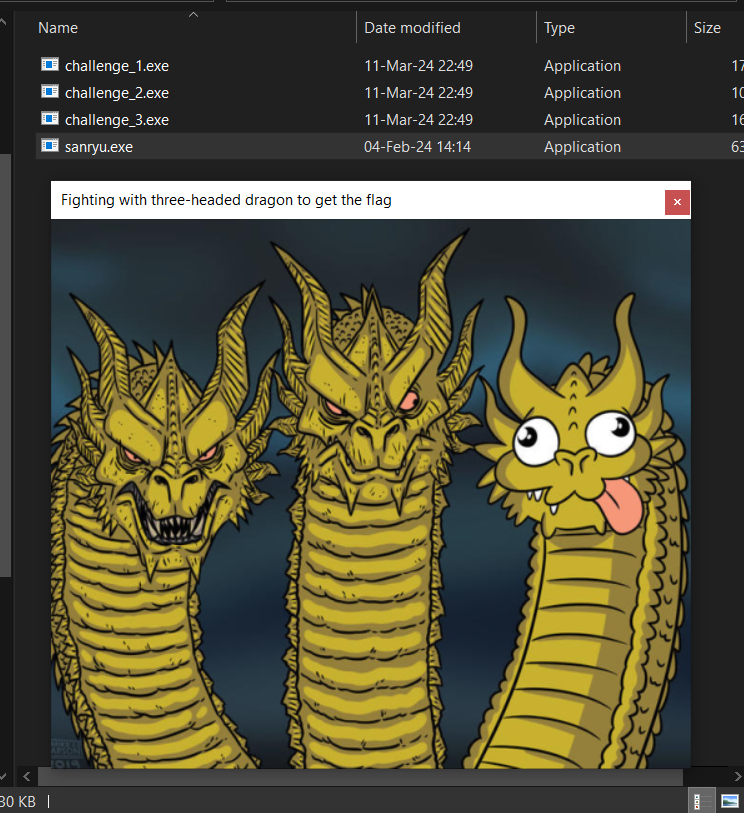 Name Date modified Type Size
challenge_1.exe 11-Mar-24 22:49 Application 17
challenge_2.exe 11-Mar-24 22:49 Application 10
challenge_3.exe 11-Mar-24 22:49 Application 16
sanryu.exe 04-Feb-24 14:14 Application 63
Fighting with three-headed dragon to get the flag
30 KB